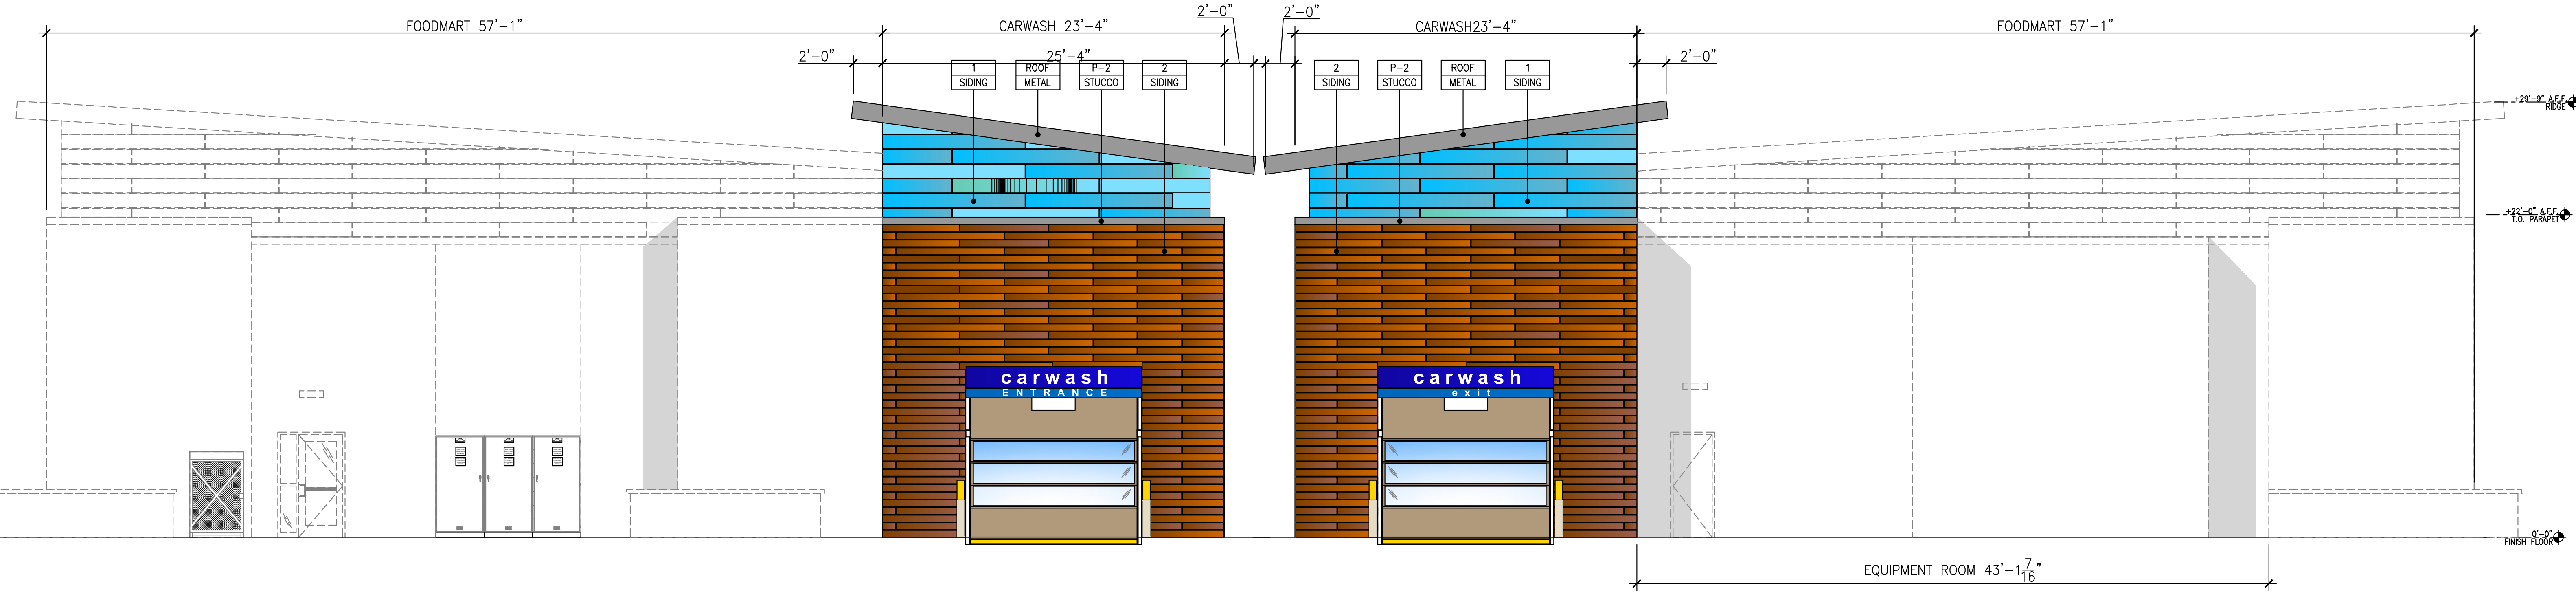 2'-0" 2'-0"
FOODMART 57'-1" CARWASH 23'-4" CARWASH23'-4" FOODMART 57'-1"
2'-0" 25'-4" 2'-0"
1 ROOF P-2 2 2 P-2 ROOF 1
SIDING METAL STUCCO SIDING SIDING STUCCO METAL SIDING
+29'-9" A.F.F.
RIDGE
+22'-0" A.F.F.
T.O. PARAPET
carwash carwash
ENTRANCE exit
0'-0"
FINISH FLOOR
EQUIPMENT ROOM 43'-1 7/16"